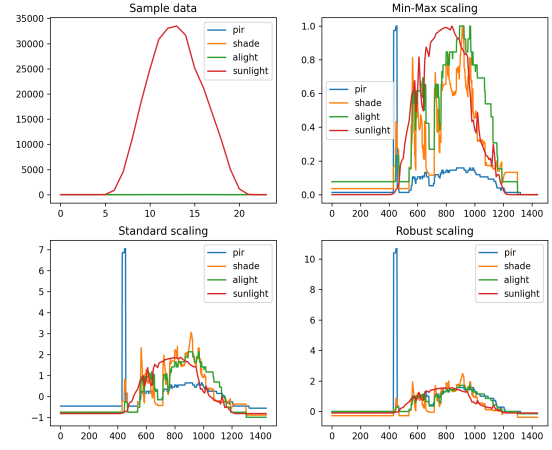 Sample data
35000
30000
25000
20000
15000
10000
5000
0
0 5 10 15 20
pir
shade
alight
sunlight
Min-Max scaling
1.0
0.8
0.6
0.4
0.2
0.0
0 200 400 600 800 1000 1200 1400
pir
shade
alight
sunlight
Standard scaling
7
6
5
4
3
2
1
0
−1
0 200 400 600 800 1000 1200 1400
pir
shade
alight
sunlight
Robust scaling
10
8
6
4
2
0
0 200 400 600 800 1000 1200 1400
pir
shade
alight
sunlight